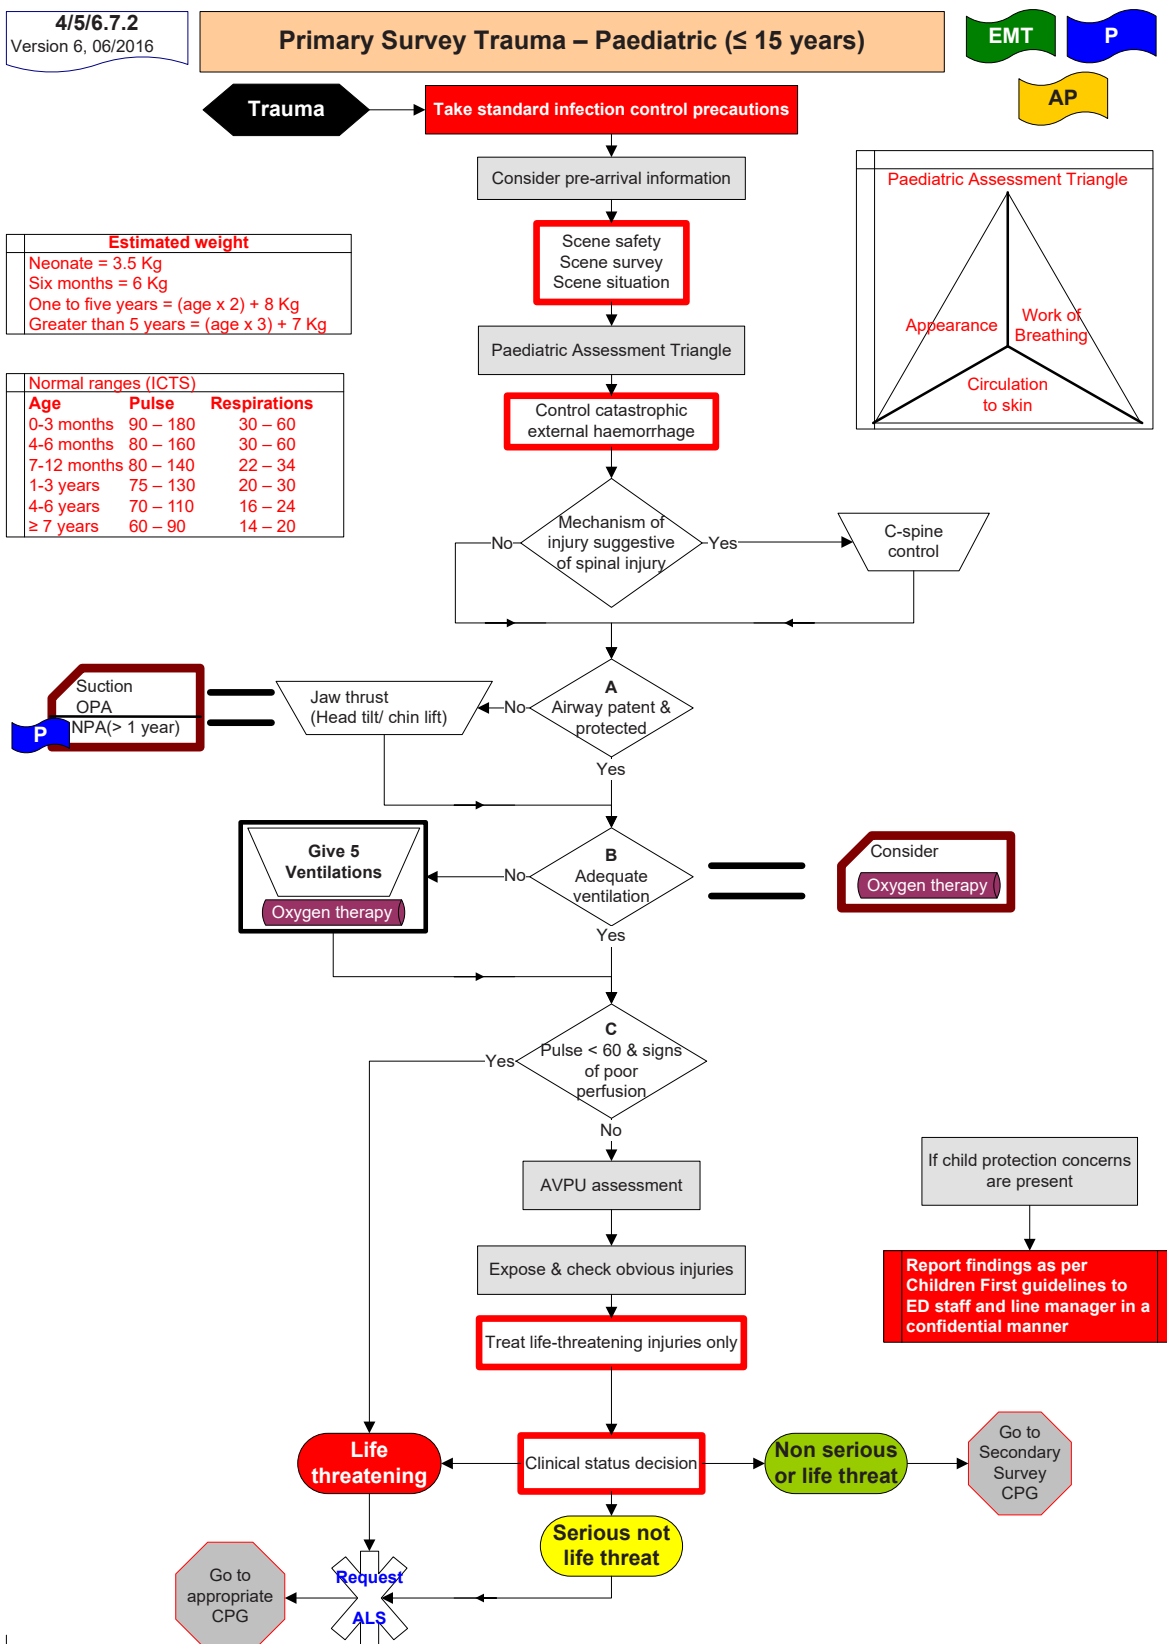 4/5/6.7.2
Version 6, 06/2016
Primary Survey Trauma – Paediatric (≤ 15 years)
EMT
P
AP
Trauma
Take standard infection control precautions
Consider pre-arrival information
Scene safety
Scene survey
Scene situation
Paediatric Assessment Triangle
Appearance
Work of
Breathing
Circulation
to skin
Estimated weight
Neonate = 3.5 Kg
Six months = 6 Kg
One to five years = (age x 2) + 8 Kg
Greater than 5 years = (age x 3) + 7 Kg
Paediatric Assessment Triangle
Normal ranges (ICTS)
Age Pulse Respirations
0-3 months 90 – 180 30 – 60
4-6 months 80 – 160 30 – 60
7-12 months 80 – 140 22 – 34
1-3 years 75 – 130 20 – 30
4-6 years 70 – 110 16 – 24
≥ 7 years 60 – 90 14 – 20
Control catastrophic
external haemorrhage
Mechanism of
injury suggestive
of spinal injury
No
Yes
C-spine
control
A
Airway patent &
protected
No
Yes
Jaw thrust
(Head tilt/ chin lift)
Suction
OPA
P
NPA(> 1 year)
B
Adequate
ventilation
No
Yes
Give 5
Ventilations
Oxygen therapy
Consider
Oxygen therapy
C
Pulse < 60 & signs
of poor
perfusion
Yes
No
AVPU assessment
Expose & check obvious injuries
Treat life-threatening injuries only
If child protection concerns
are present
Report findings as per
Children First guidelines to
ED staff and line manager in a
confidential manner
Clinical status decision
Life
threatening
Non serious
or life threat
Go to
Secondary
Survey
CPG
Serious not
life threat
Request
ALS
Go to
appropriate
CPG